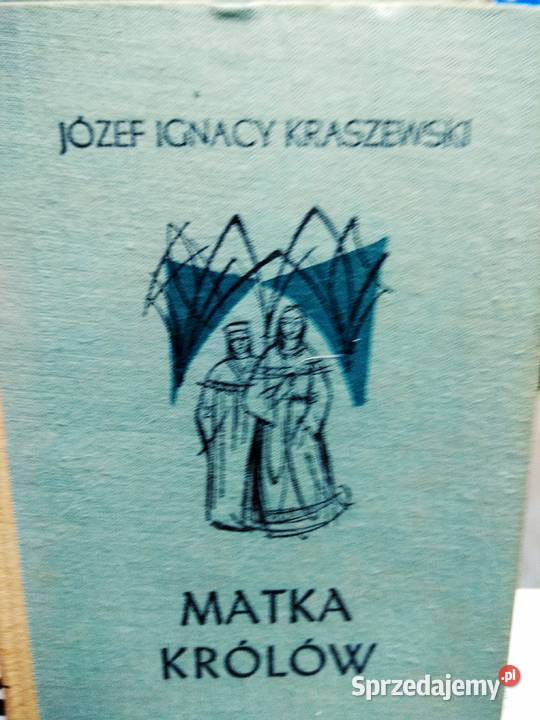 JÓZEF IGNACY KRASZEWSKI
MATKA
KRÓLÓW
Sprzedajemy.pl